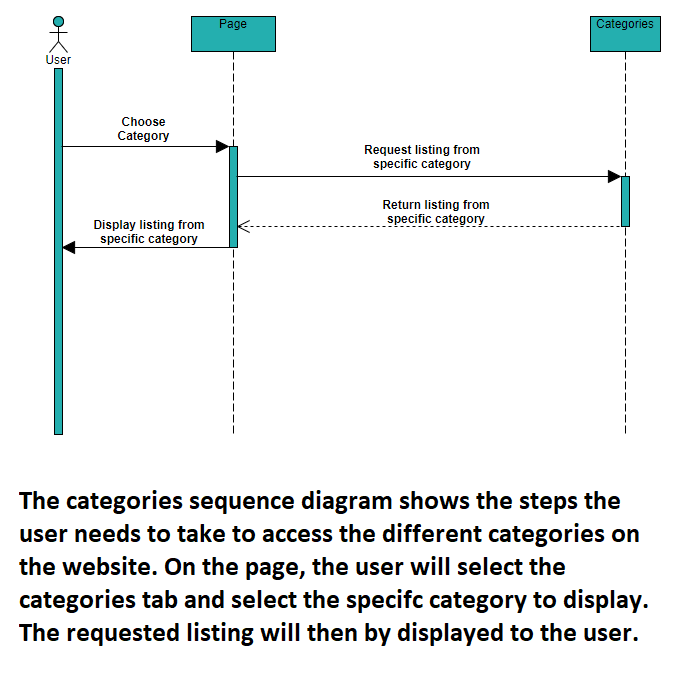 Page
Categories
User
Choose
Category
Request listing from
specific category
Return listing from
specific category
Display listing from
specific category
The categories sequence diagram shows the steps the
user needs to take to access the different categories on
the website. On the page, the user will select the
categories tab and select the specifc category to display.
The requested listing will then by displayed to the user.